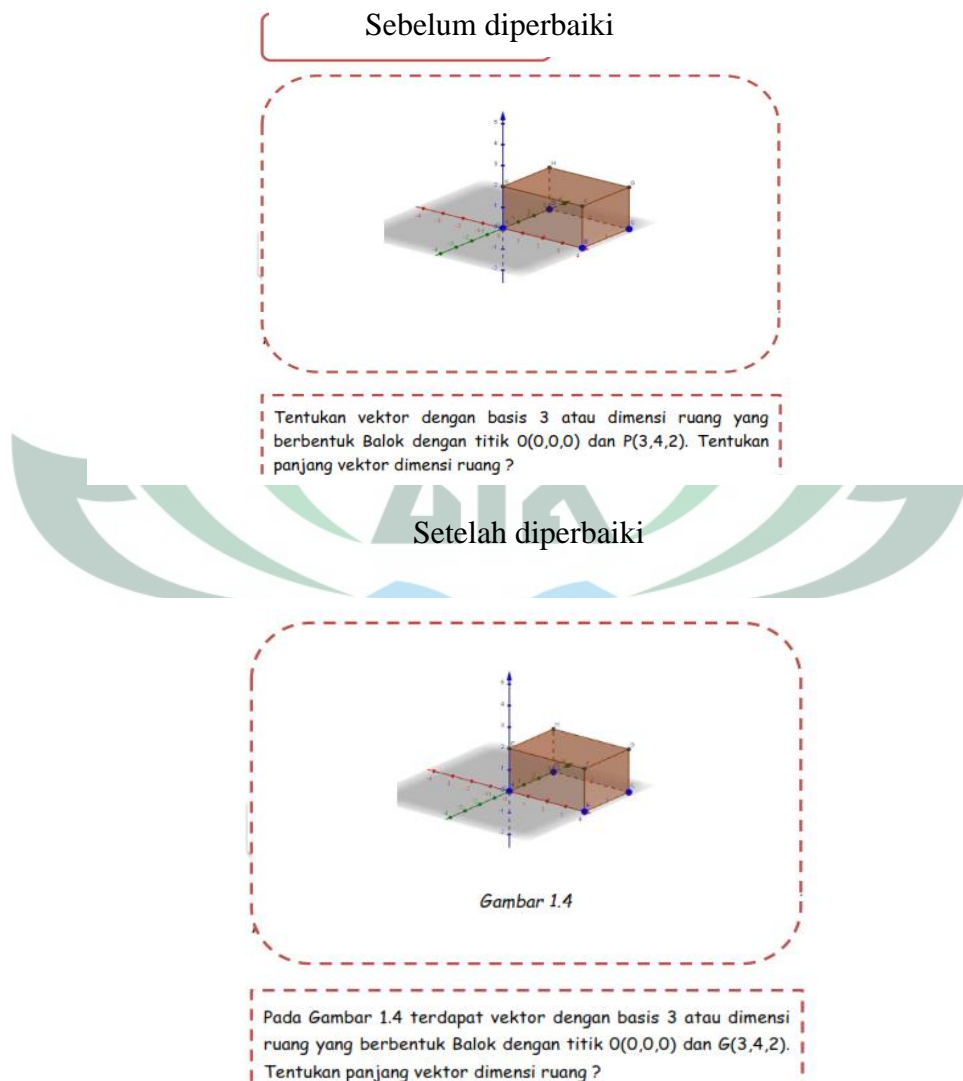 Sebelum diperbaiki
Tentukan vektor dengan basis 3 atau dimensi ruang yang
berbentuk Balok dengan titik O(0,0,0) dan P(3,4,2). Tentukan
panjang vektor dimensi ruang ?
Setelah diperbaiki
Gambar 1.4
Pada Gambar 1.4 terdapat vektor dengan basis 3 atau dimensi
ruang yang berbentuk Balok dengan titik O(0,0,0) dan G(3,4,2).
Tentukan panjang vektor dimensi ruang ?